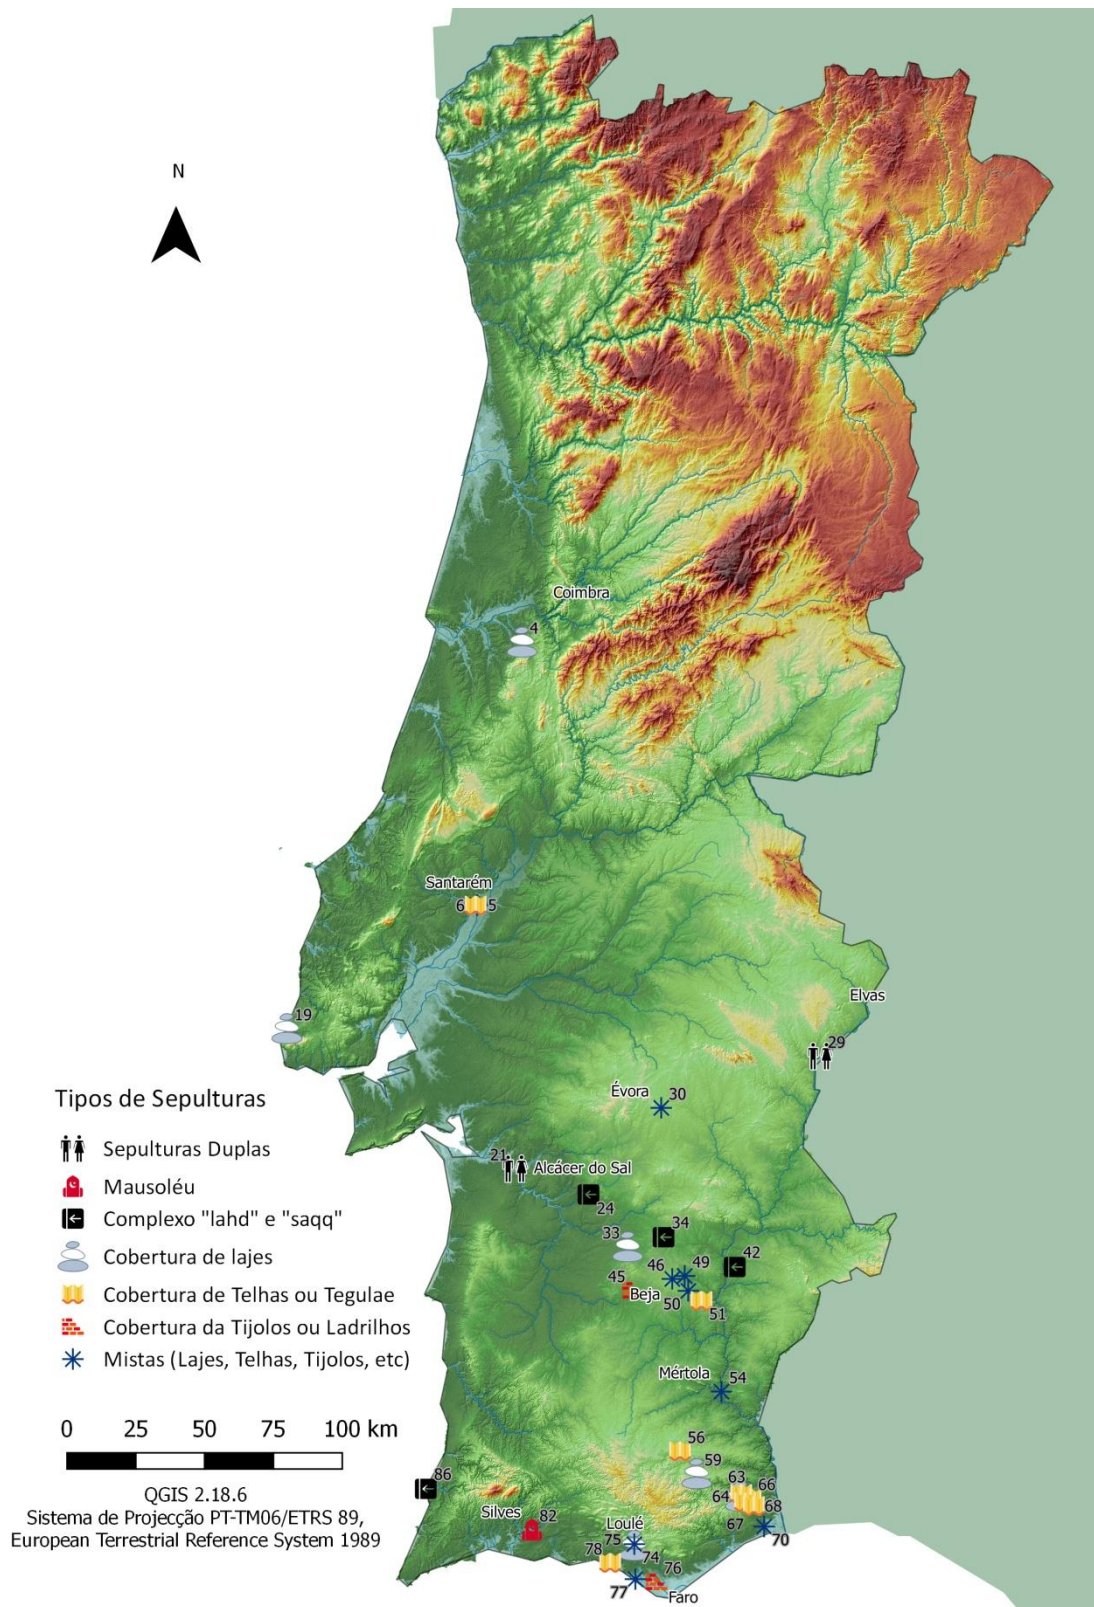 N
Coimbra
4
Santarém
6 5
19
Elvas
29
Évora
30
Tipos de Sepulturas
Sepulturas Duplas
Mausoléu
Complexo "lahd" e "saqq"
Cobertura de lajes
Cobertura de Telhas ou Tegulae
Cobertura da Tijolos ou Ladrilhos
Mistas (Lajes, Telhas, Tijolos, etc)
21
Alcácer do Sal
24
33
34
42
46
49
45
Beja
50
51
Mértola
54
56
59
63
66
64
68
67
70
86
Silves
82
Loulé
75
74
78
76
77
Faro
0 25 50 75 100 km
QGIS 2.18.6
Sistema de Projecção PT-TM06/ETRS 89,
European Terrestrial Reference System 1989